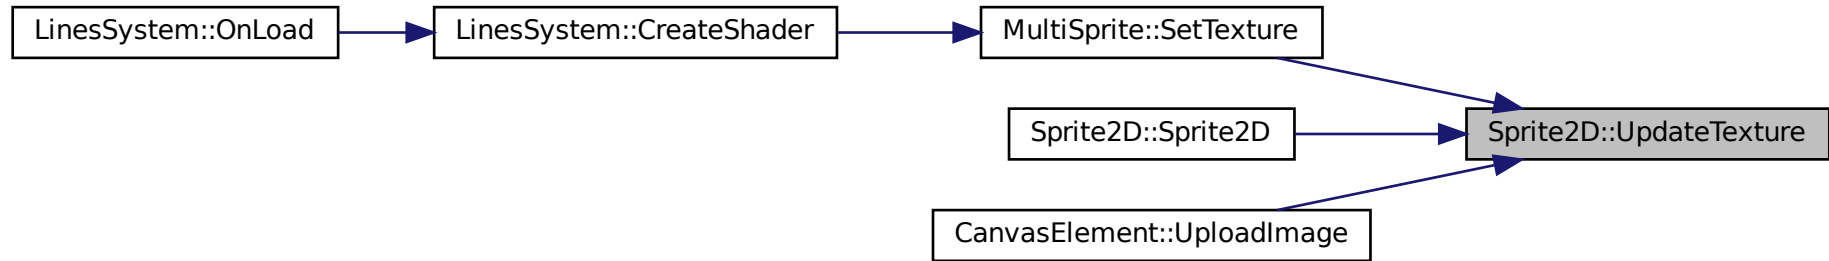 LinesSystem::OnLoad
LinesSystem::CreateShader
MultiSprite::SetTexture
Sprite2D::Sprite2D
Sprite2D::UpdateTexture
CanvasElement::UploadImage